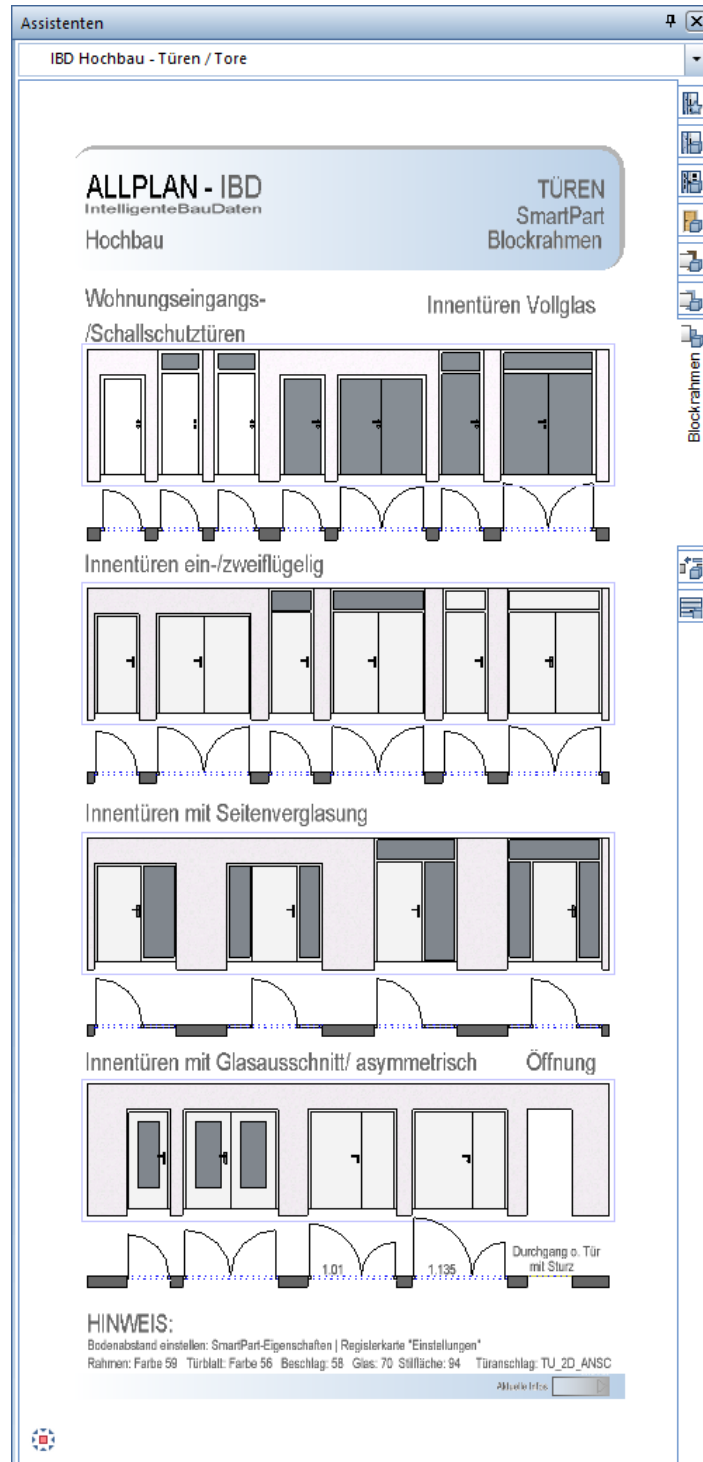 Assistenten
IBD Hochbau - Türen / Tore
ALLPLAN - IBD
IntelligenteBauDaten
Hochbau
TÜREN
SmartPart
Blockrahmen
Blockrahmen
Wohnungseingangs-
/Schallschutztüren
Innentüren Vollglas
Innentüren ein-/zweiflügelig
Innentüren mit Seitenverglasung
Innentüren mit Glasausschnitt/ asymmetrisch
Öffnung
1.01
1.135
Durchgang o. Tür
mit Sturz
HINWEIS:
Bodenabstand einstellen: SmartPart-Eigenschaften | Registerkarte "Einstellungen"
Rahmen: Farbe 59 Türblatt: Farbe 56 Beschlag: 58 Glas: 70 Stilfläche: 94 Türanschlag: TU_2D_ANSC
Aktuelle Infos